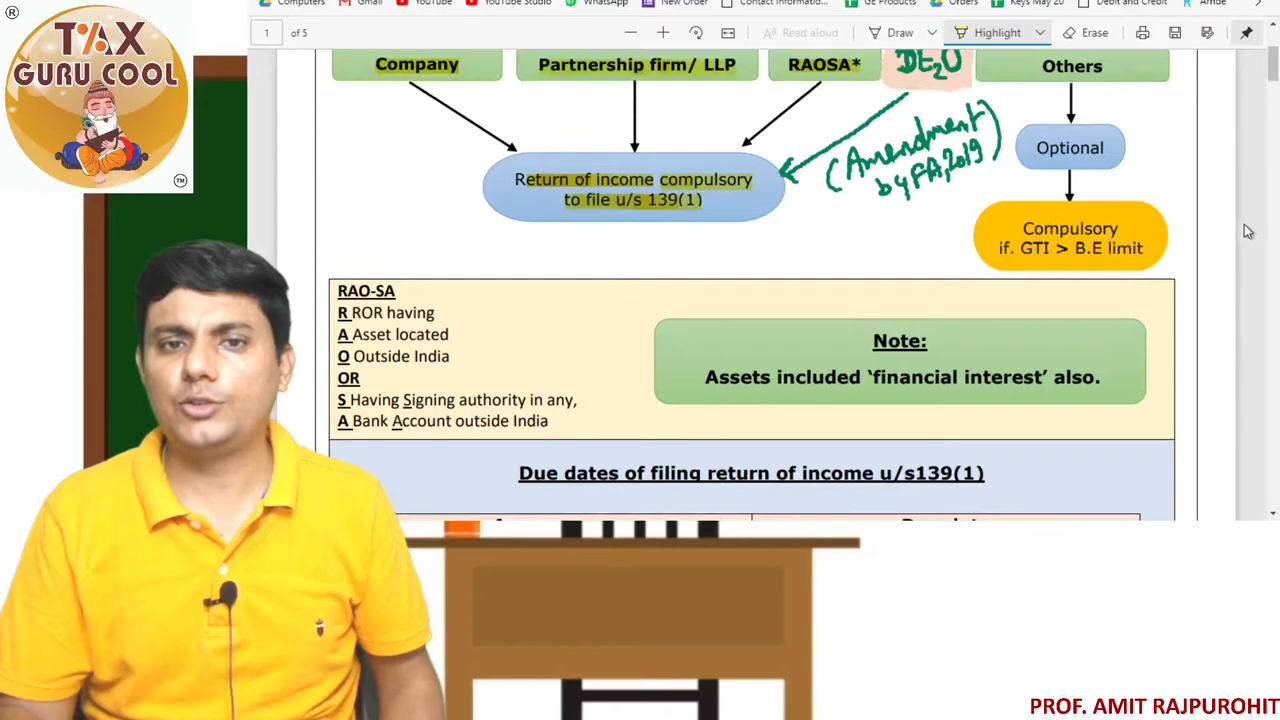 ®
TAX
GURU COOL
TM
Computers Gmail YouTube YouTube Studio WhatsApp New Order Contact Informatio... GE Products Orders Keys May 20 Debit and Credit
1 of 5 Read aloud Draw Highlight Erase
Company Partnership firm/ LLP RAOSA* DE2O Others
(Amendment
by FA, 2019)
Optional
Return of income compulsory
to file u/s 139(1)
Compulsory
if. GTI > B.E limit
RAO-SA
R ROR having
A Asset located
O Outside India
OR
S Having Signing authority in any,
A Bank Account outside India
Note:
Assets included ‘financial interest’ also.
Due dates of filing return of income u/s139(1)
PROF. AMIT RAJPUROHIT